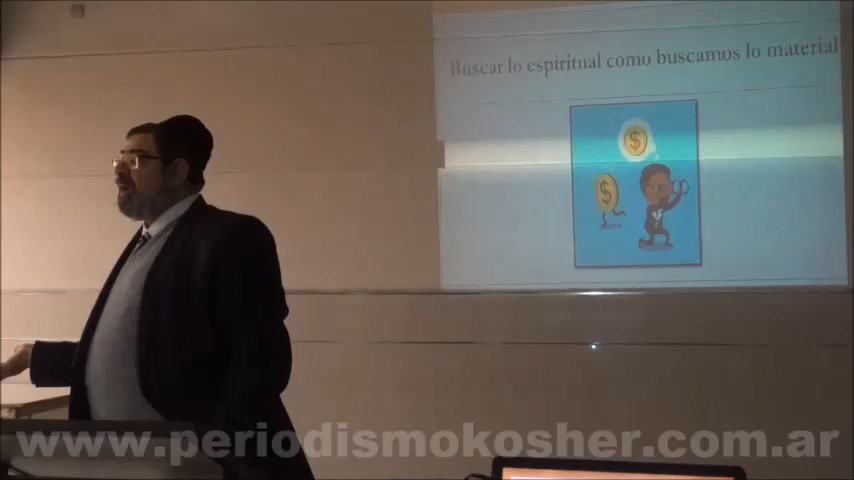 Buscar lo espiritual como buscamos lo material
$
$
www.periodismokosher.com.ar